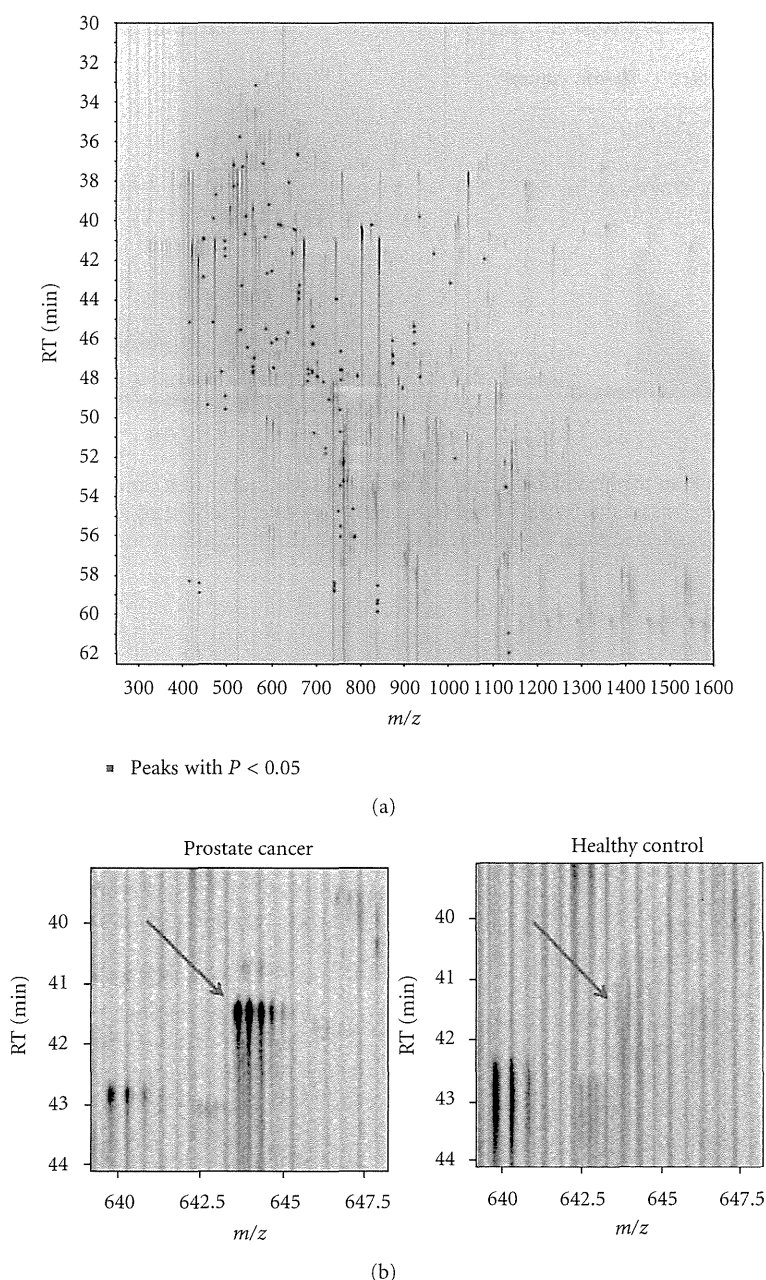 30
32
34
36
38
40
42
44
46
48
50
52
54
56
58
60
62
RT (min)
300 400 500 600 700 800 900 1000 1100 1200 1300 1400 1500 1600
m/z
Peaks with P < 0.05
(a)
Prostate cancer
40
41
42
43
44
RT (min)
640 642.5 645 647.5
m/z
Healthy control
40
41
42
43
44
RT (min)
640 642.5 645 647.5
m/z
(b)